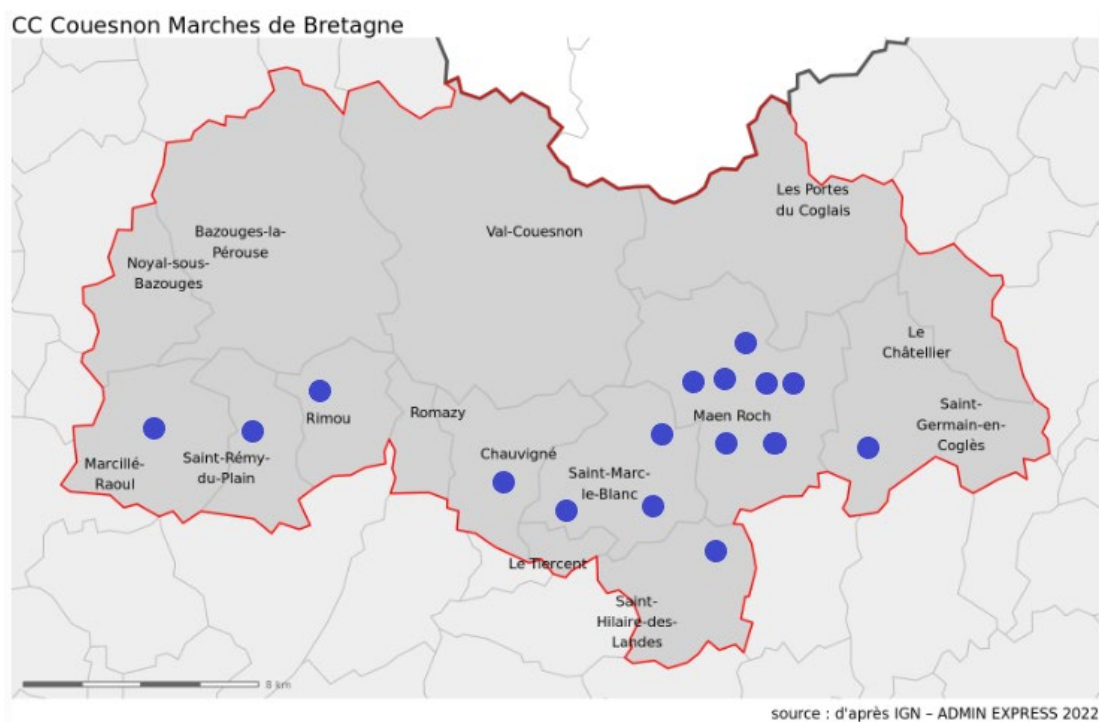 CC Couesnon Marches de Bretagne
Les Portes
du Coglais
Bazouges-la-
Pérouse
Val-Couesnon
Noyal-sous-
Bazouges
Le
Châtellier
Saint-
Germain-en-
Coglès
Romazy
Rimou
Maen Roch
Chauvigné
Marcillé-
Raoul
Saint-Rémy-
du-Plain
Saint-Marc-
le-Blanc
Le Tiercent
Saint-
Hilaire-des-
Landes
8 km
source : d'après IGN – ADMIN EXPRESS 2022